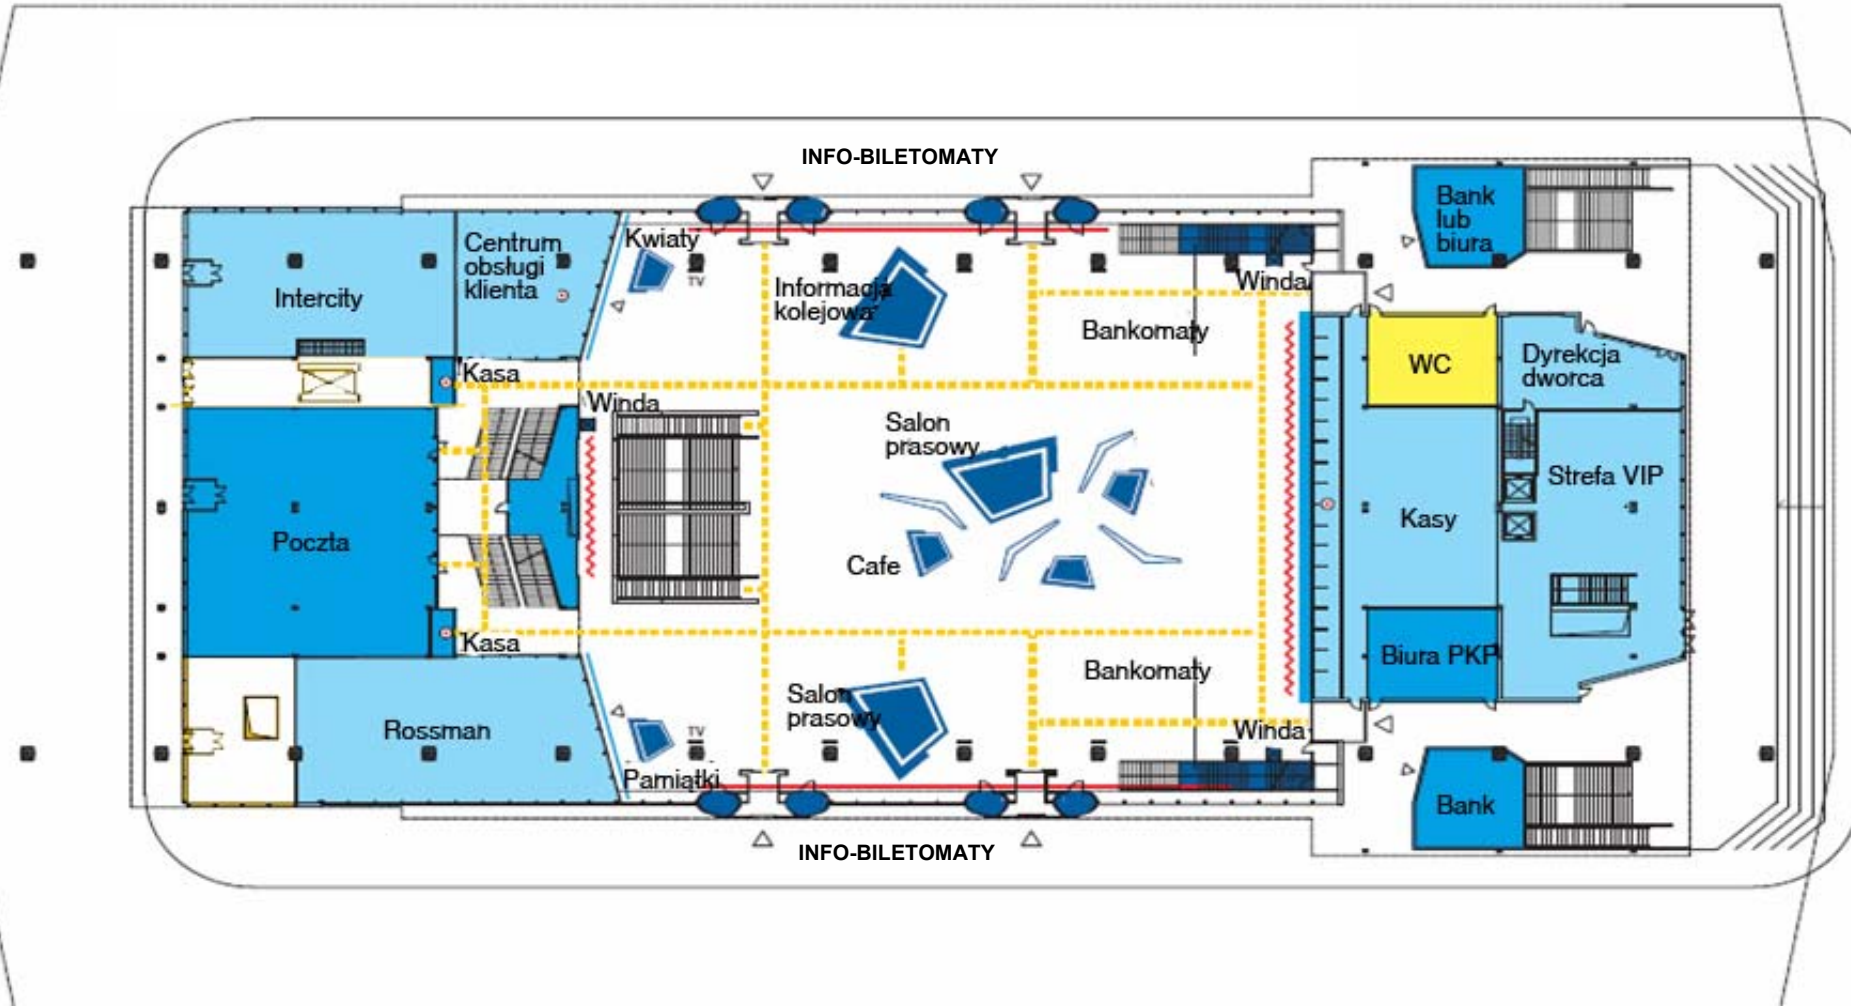 INFO-BILETOMATY
Bank
lub
biura
Centrum
obsługi
klienta
Kwiaty
TV
Intercity
Informacja
kolejowa
Winda
Bankomaty
WC
Dyrekcja
dworca
Kasa
Winda
Salon
prasowy
Strefa VIP
Kasy
Poczta
Cafe
Kasa
Biura PKP
Bankomaty
Salon
prasowy
Rossman
TV
Winda
Pamiątki
Bank
INFO-BILETOMATY